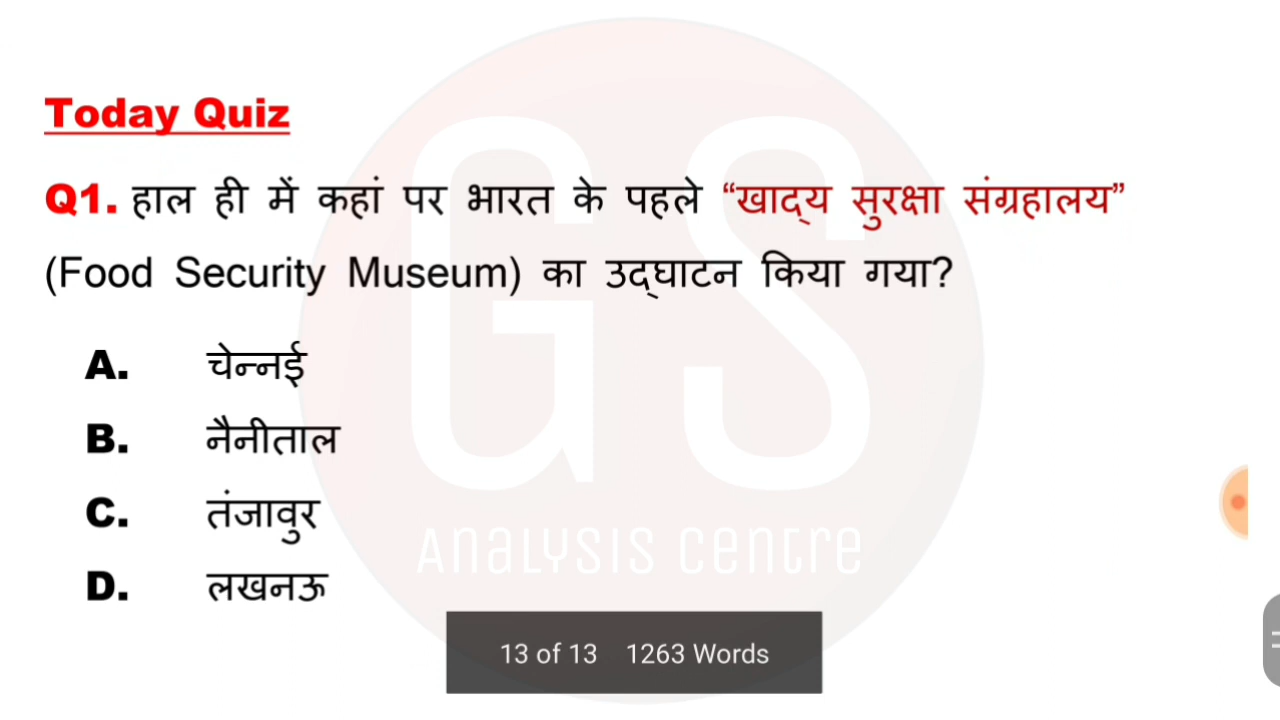 Today Quiz
Q1. हाल ही में कहां पर भारत के पहले “खाद्य सुरक्षा संग्रहालय”
(Food Security Museum) का उद्घाटन किया गया?
A. चेन्नई
B. नैनीताल
C. तंजावुर
D. लखनऊ
GS
Analysis Centre
13 of 13 1263 Words